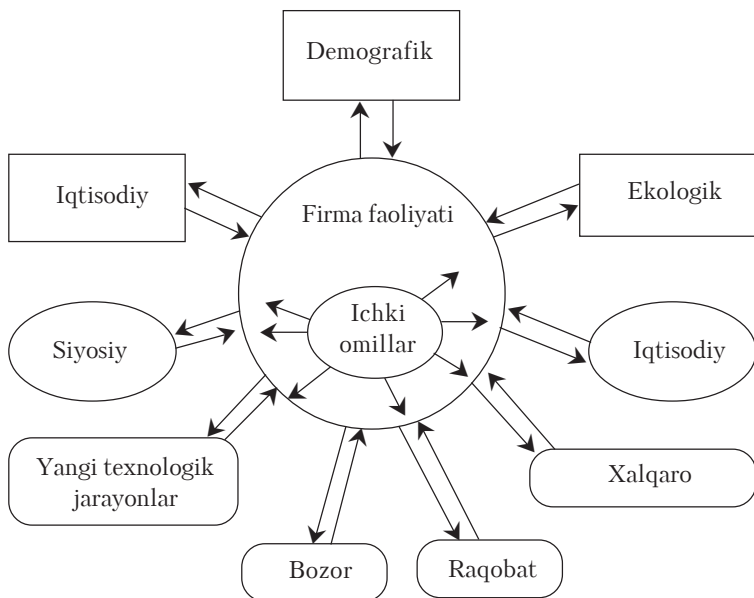 Demografik
Iqtisodiy
Firma faoliyati
Ekologik
Siyosiy
Ichki
omillar
Iqtisodiy
Yangi texnologik
jarayonlar
Xalqaro
Bozor
Raqobat